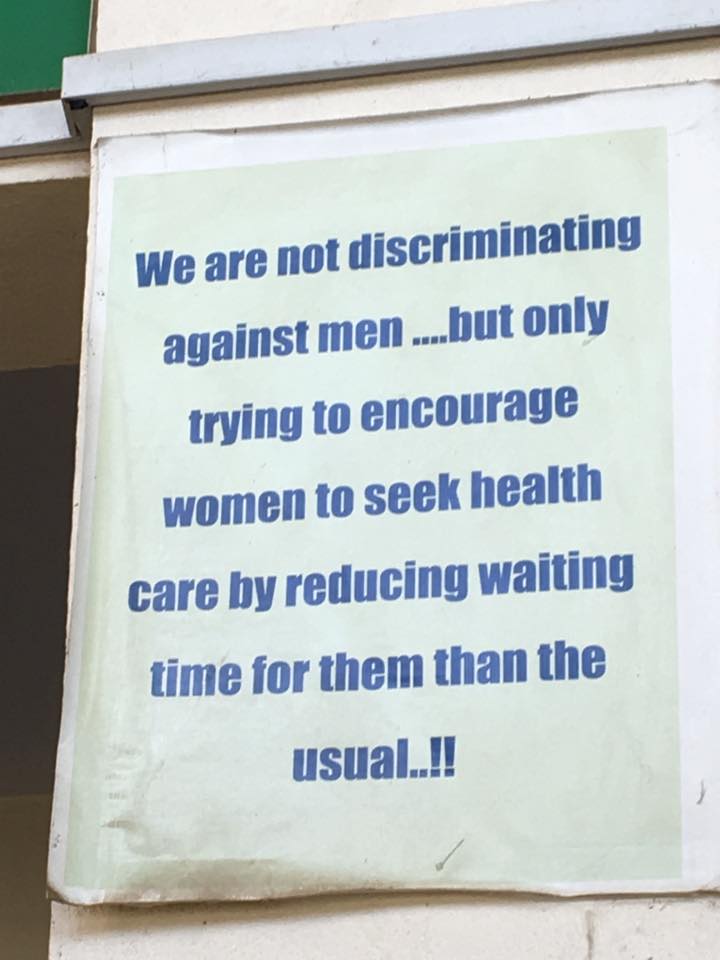 We are not discriminating
against men ....but only
trying to encourage
women to seek health
care by reducing waiting
time for them than the
usual..!!